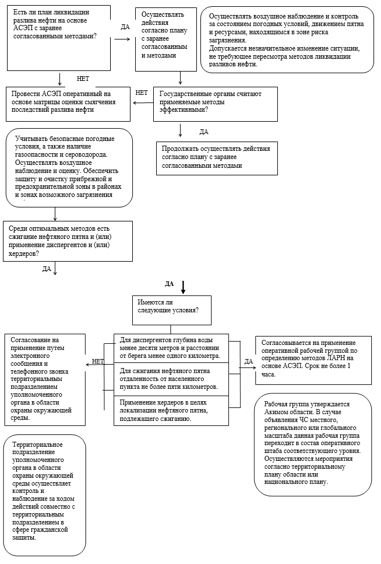 Есть ли план ликвидации
разлива нефти на основе
АСЭП с заранее
согласованными методами?
ДА
Осуществлять
действия
согласно плану
с заранее
согласованным
и методами
Осуществлять воздушное наблюдение и контроль
за состоянием погодных условий, движением пятна
и ресурсами, находящимися в зоне риска
загрязнения.
Допускается незначительное изменение ситуации,
не требующее пересмотра методов ликвидации
разливов нефти.
НЕТ
Провести АСЭП оперативный на
основе матрицы оценки смягчения
последствий разлива нефти
НЕТ
Государственные органы считают
применяемые методы
эффективными?
ДА
Учитывать безопасные погодные
условия, а также наличие
газоопасности и сероводорода.
Осуществлять воздушное
наблюдение и оценку. Обеспечить
защиту и очистку прибрежной и
предохранительной зоны в районах
и зонах возможного загрязнения
Продолжать осуществлять действия
согласно плану с заранее
согласованными методами
Среди оптимальных методов есть
сжигание нефтяного пятна и (или)
применение диспергентов и (или)
хердеров?
ДА
ДА
Имеются ли
следующие условия?
Согласование на
применение путем
электронного
сообщения и
телефонного звонка
территориальным
подразделением
уполномоченного
органа в области
охраны окружающей
среды.
НЕТ
Для диспергентов глубина воды
менее десяти метров и расстоянии
от берега менее одного километра.
Для сжигания нефтяного пятна
отдаленность от населенного
пункта не более пяти километров.
Применение хердеров в целях
локализации нефтяного пятна,
подлежащего сжиганию.
ДА
Согласовывается на применение
оперативной рабочей группой по
определению методов ЛАРН на
основе АСЭП. Срок не более 1
часа.
Рабочая группа утверждается
Акимом области. В случае
объявления ЧС местного,
регионального или глобального
масштаба данная рабочая группа
переходит в состав оперативного
штаба соответствующего уровня.
Осуществляются мероприятия
согласно территориальному
плану области или
национального плану.
Территориальное
подразделение
уполномоченного
органа в области
охраны окружающей
среды осуществляет
контроль и
наблюдение за ходом
действий совместно с
территориальным
подразделением в
сфере гражданской
защиты.